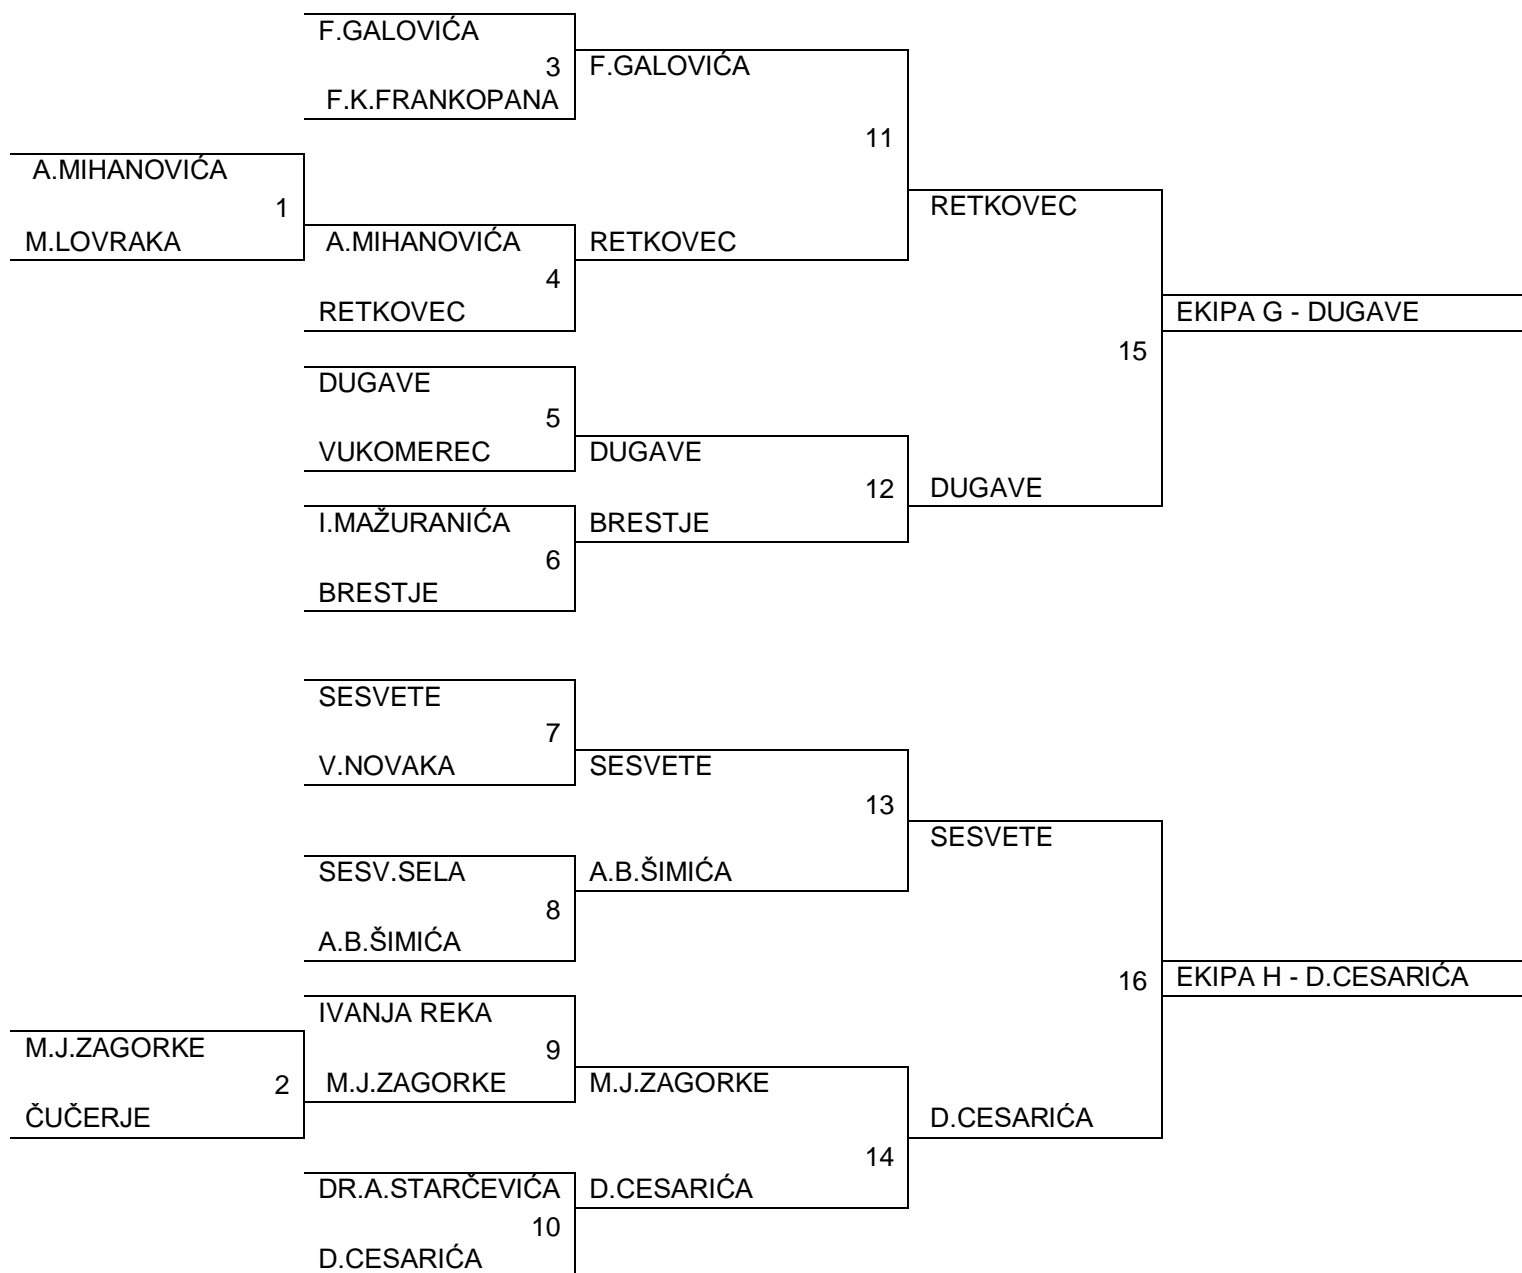 F.GALOVIĆA
3
F.GALOVIĆA
F.K.FRANKOPANA
11
A.MIHANOVIĆA
1
RETKOVEC
M.LOVRAKA
A.MIHANOVIĆA
RETKOVEC
4
RETKOVEC
EKIPA G - DUGAVE
15
DUGAVE
5
VUKOMEREC
DUGAVE
12
DUGAVE
I.MAŽURANIĆA
BRESTJE
6
BRESTJE
SESVETE
7
V.NOVAKA
SESVETE
13
SESVETE
SESV.SELA
A.B.ŠIMIĆA
8
A.B.ŠIMIĆA
16
EKIPA H - D.CESARIĆA
IVANJA REKA
M.J.ZAGORKE
9
2
M.J.ZAGORKE
M.J.ZAGORKE
ČUČERJE
D.CESARIĆA
14
DR.A.STARČEVIĆA
D.CESARIĆA
10
D.CESARIĆA